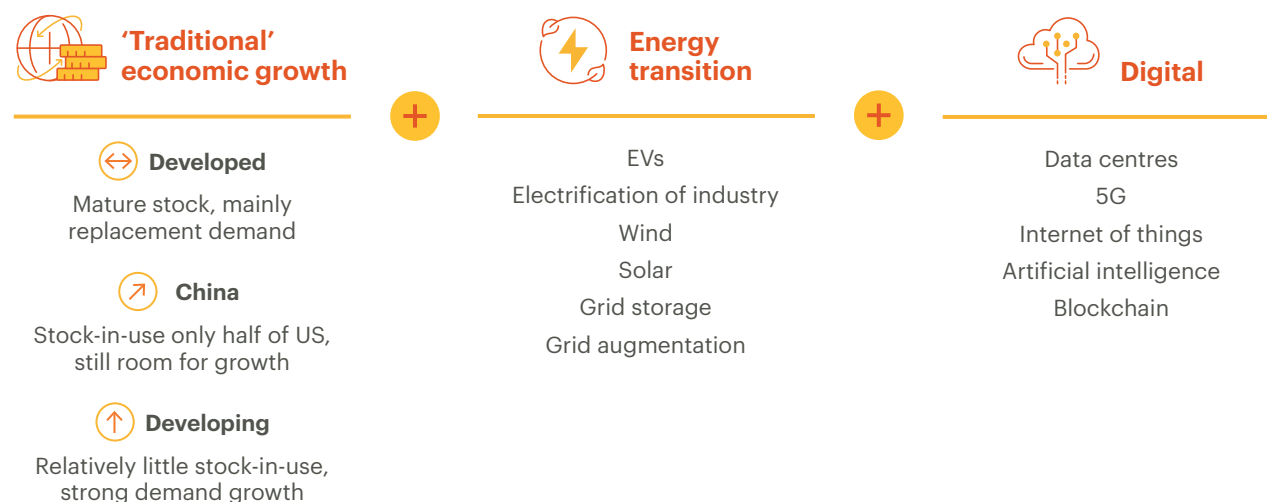 ‘Traditional’
economic growth
Developed
Mature stock, mainly
replacement demand
China
Stock-in-use only half of US,
still room for growth
Developing
Relatively little stock-in-use,
strong demand growth
+
Energy
transition
EVs
Electrification of industry
Wind
Solar
Grid storage
Grid augmentation
+
Digital
Data centres
5G
Internet of things
Artificial intelligence
Blockchain